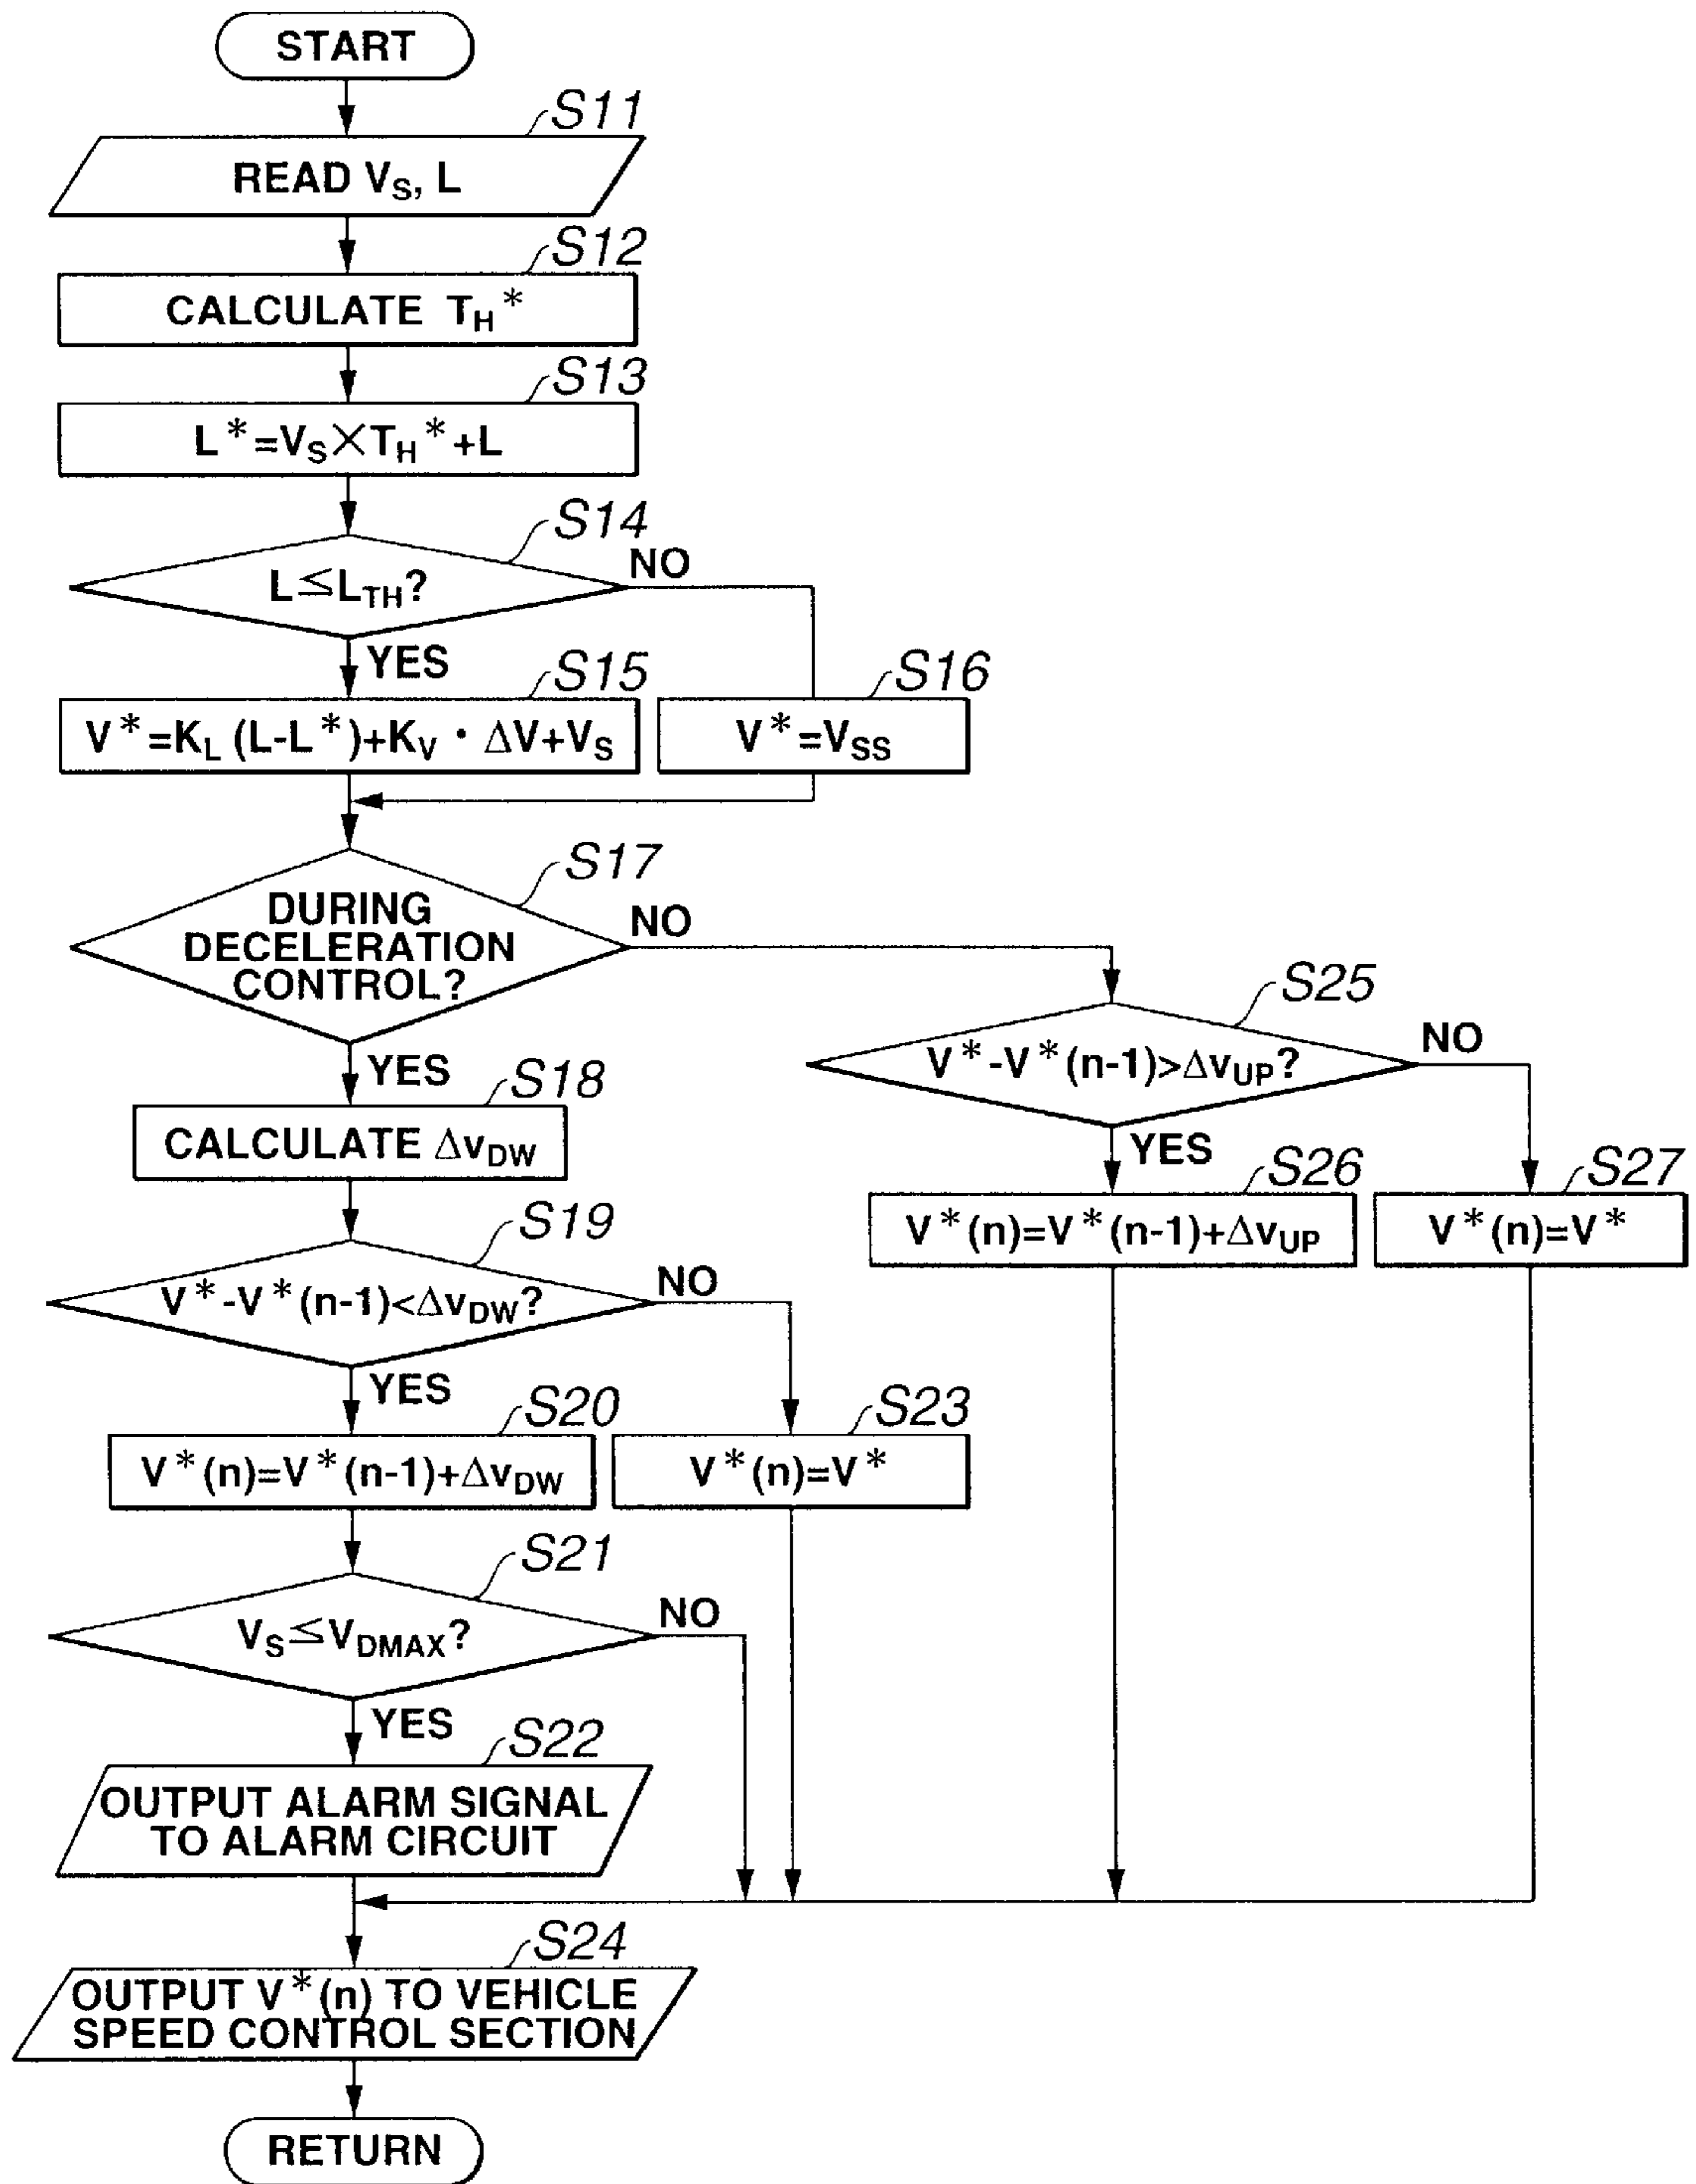 START
S11
READ VS, L
S12
CALCULATE TH*
S13
L*=VS×TH*+L
S14
L≦LTH?
NO
YES
S15
V*=KL(L-L*)+KV・ΔV+VS
S16
V*=VSS
S17
DURING
DECELERATION
CONTROL?
NO
YES
S18
CALCULATE ΔvDW
S19
V*-V*(n-1)<ΔvDW?
NO
YES
S20
V*(n)=V*(n-1)+ΔvDW
S23
V*(n)=V*
S21
VS≦VDMAX?
NO
YES
S22
OUTPUT ALARM SIGNAL
TO ALARM CIRCUIT
S25
V*-V*(n-1)>ΔvUP?
NO
YES
S26
V*(n)=V*(n-1)+ΔvUP
S27
V*(n)=V*
S24
OUTPUT V*(n) TO VEHICLE
SPEED CONTROL SECTION
RETURN